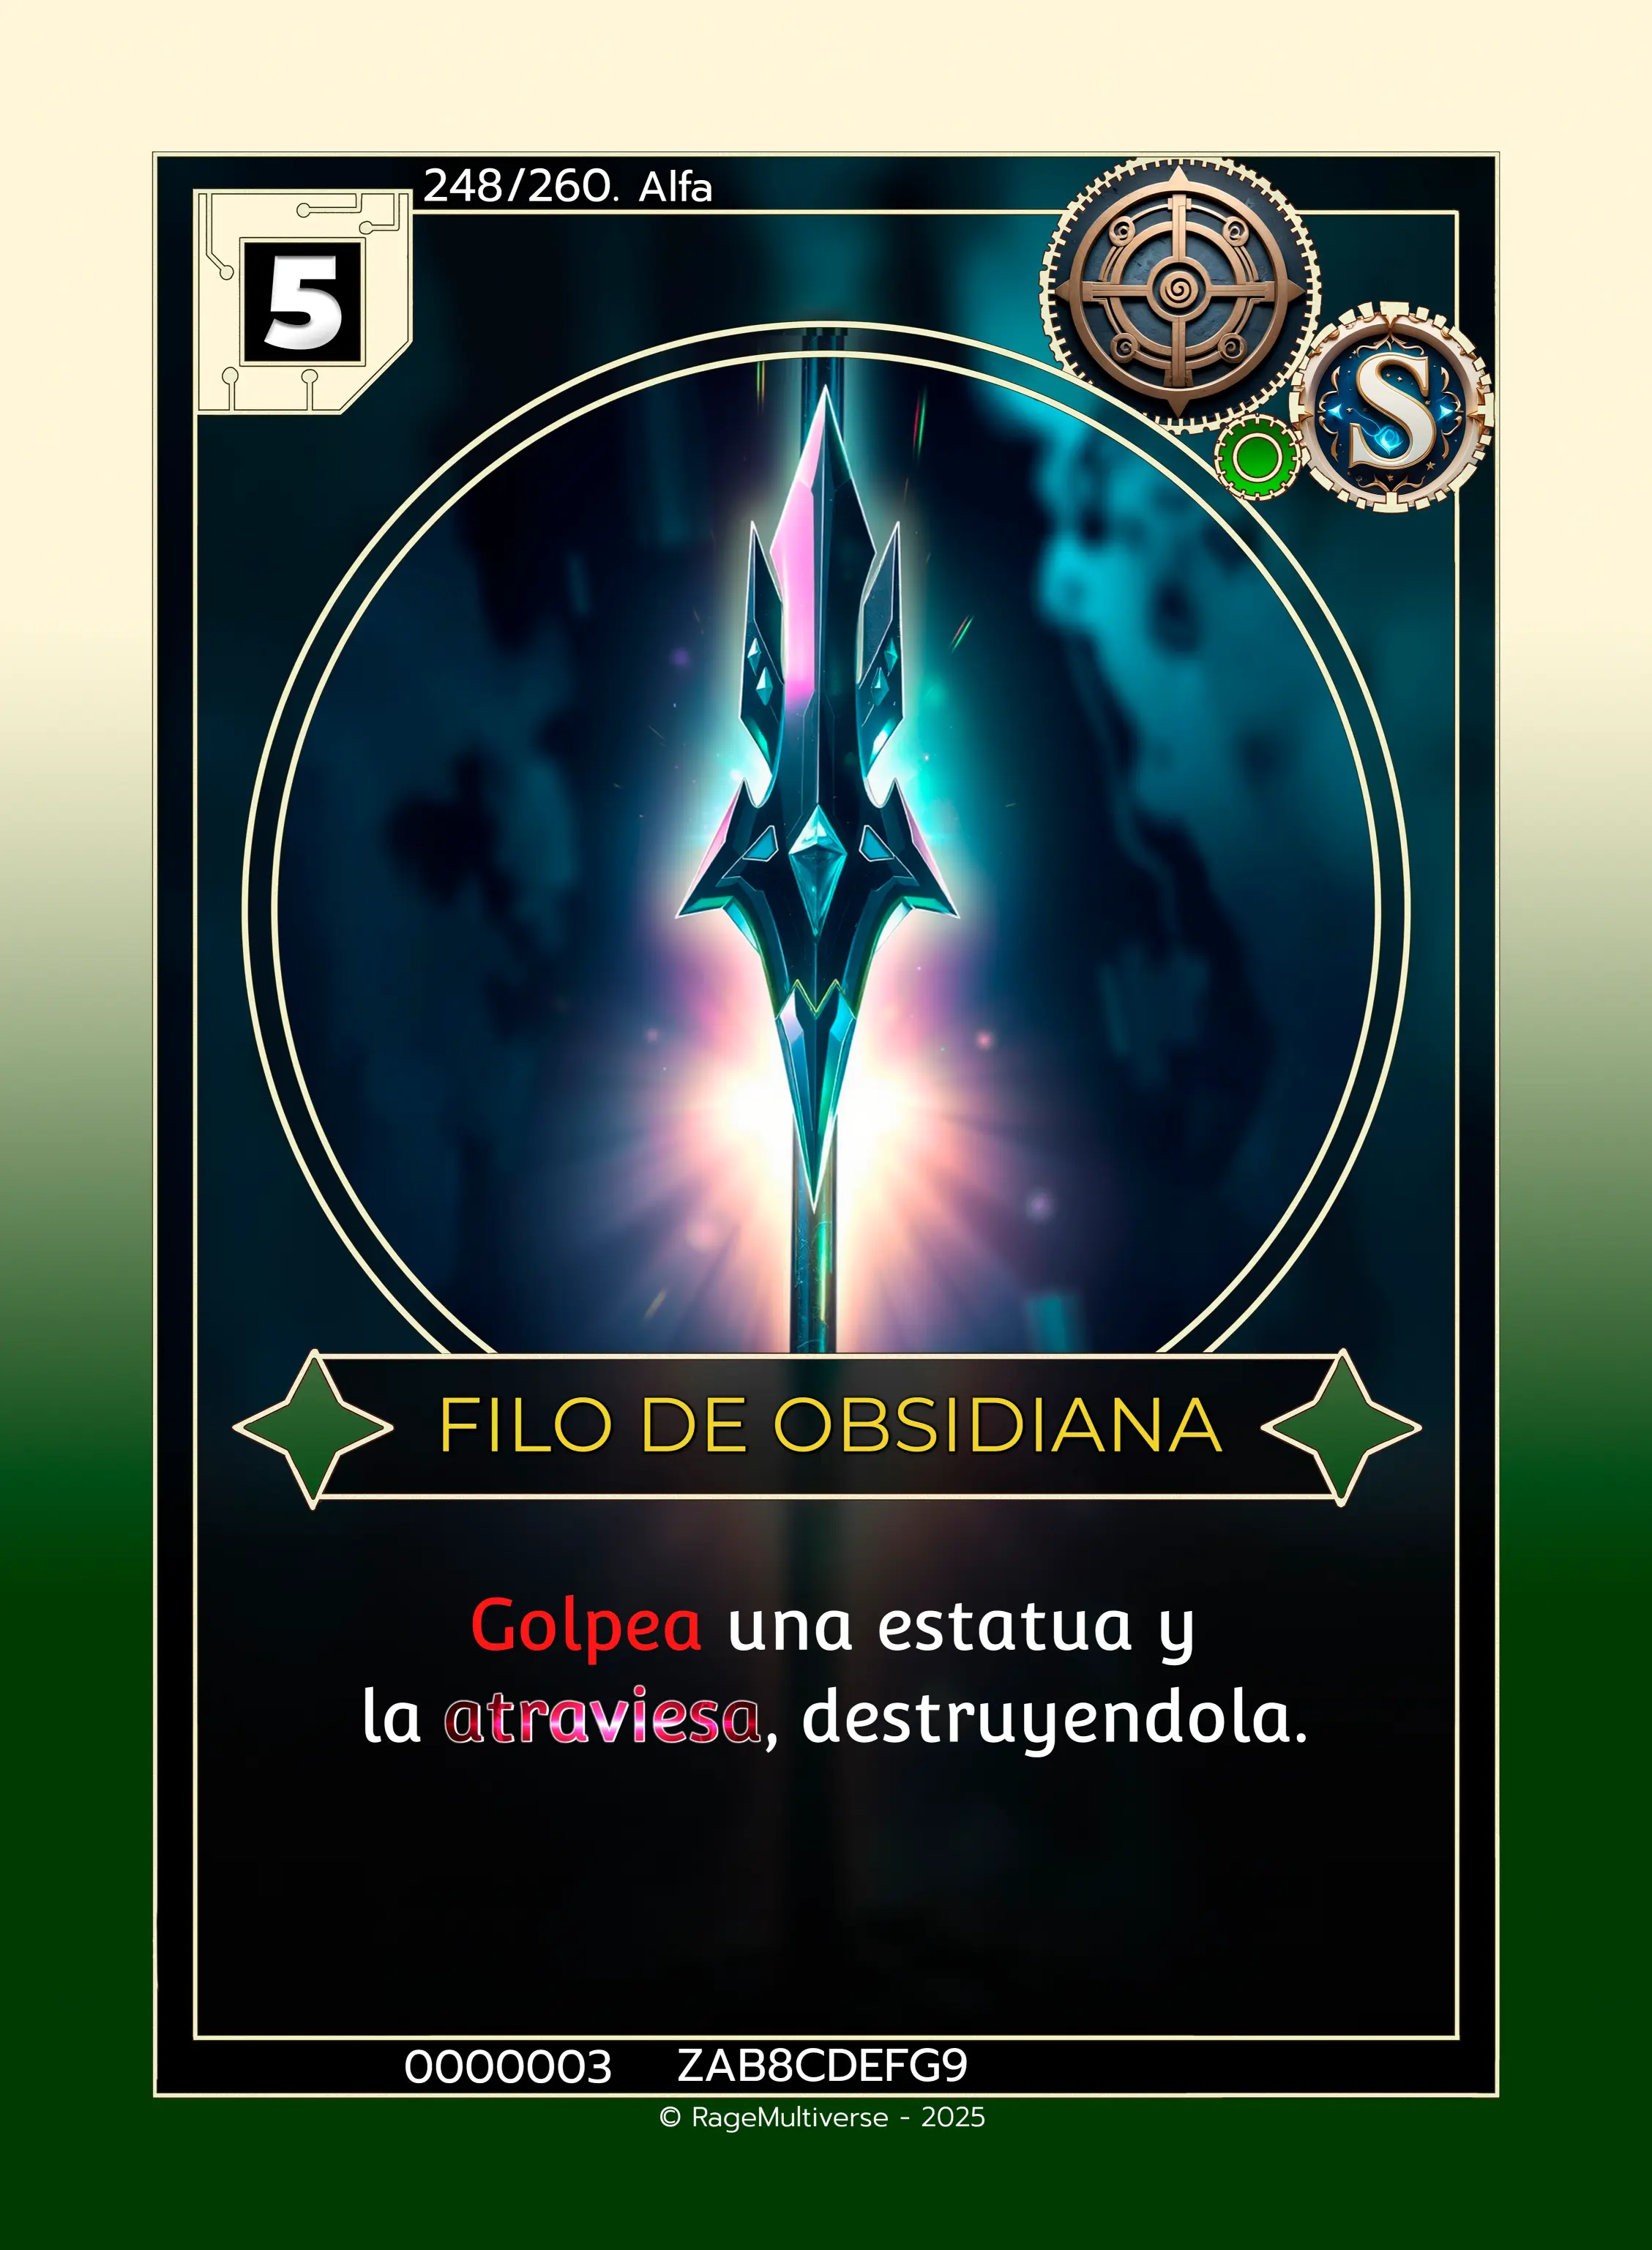 248/260. Alfa
5
S
FILO DE OBSIDIANA
Golpea una estatua y
la atraviesa, destruyendola.
0000003 ZAB8CDEFG9
© RageMultiverse - 2025